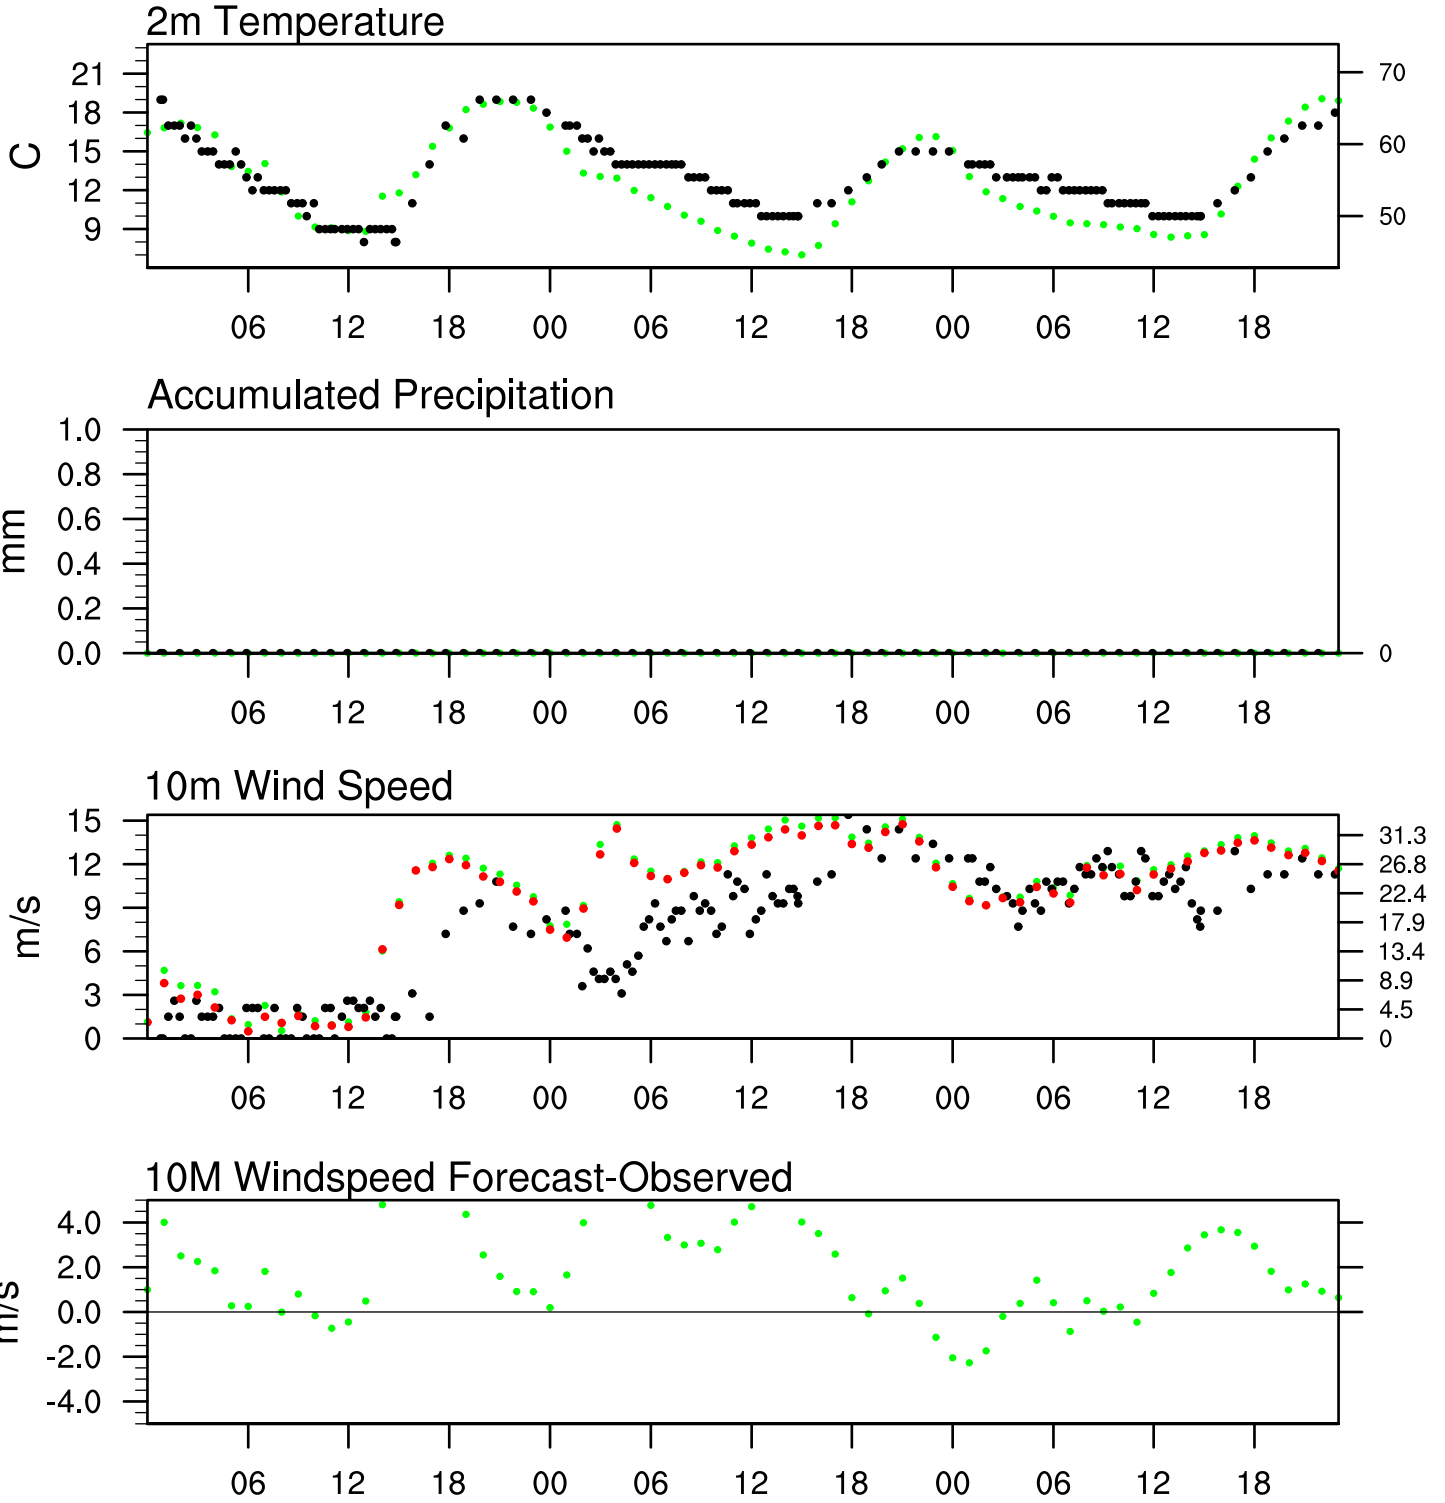 2m Temperature
21
18
15
12
9
C
70
60
50
06 12 18 00 06 12 18 00 06 12 18
Accumulated Precipitation
1.0
0.8
0.6
0.4
0.2
0.0
mm
0
06 12 18 00 06 12 18 00 06 12 18
10m Wind Speed
15
12
9
6
3
0
m/s
31.3
26.8
22.4
17.9
13.4
8.9
4.5
0
06 12 18 00 06 12 18 00 06 12 18
10M Windspeed Forecast-Observed
4.0
2.0
0.0
-2.0
-4.0
m/s
06 12 18 00 06 12 18 00 06 12 18